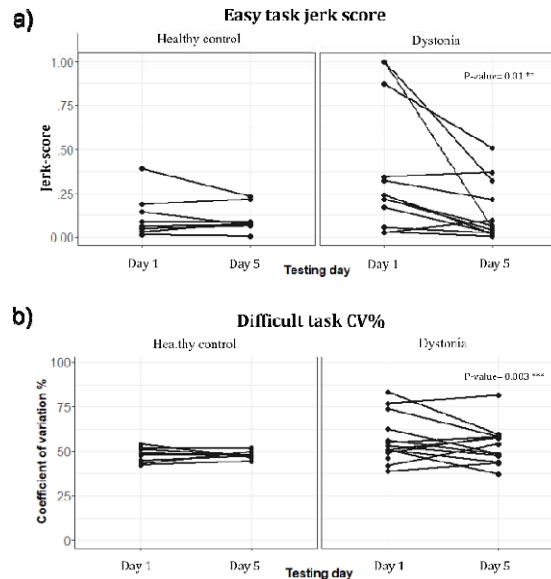 a)
Easy task jerk score
Healthy control
Dystonia
P-value= 0.01 **
1.00
.75
.50
.25
0.00
Jerk-score
Day 1
Day 5
Testing day
Day 1
Day 5
b)
Difficult task CV%
Healthy control
Dystonia
P-value= 0.003 ***
100
75
50
25
0
Coefficient of variation %
Day 1
Day 5
Testing day
Day 1
Day 5